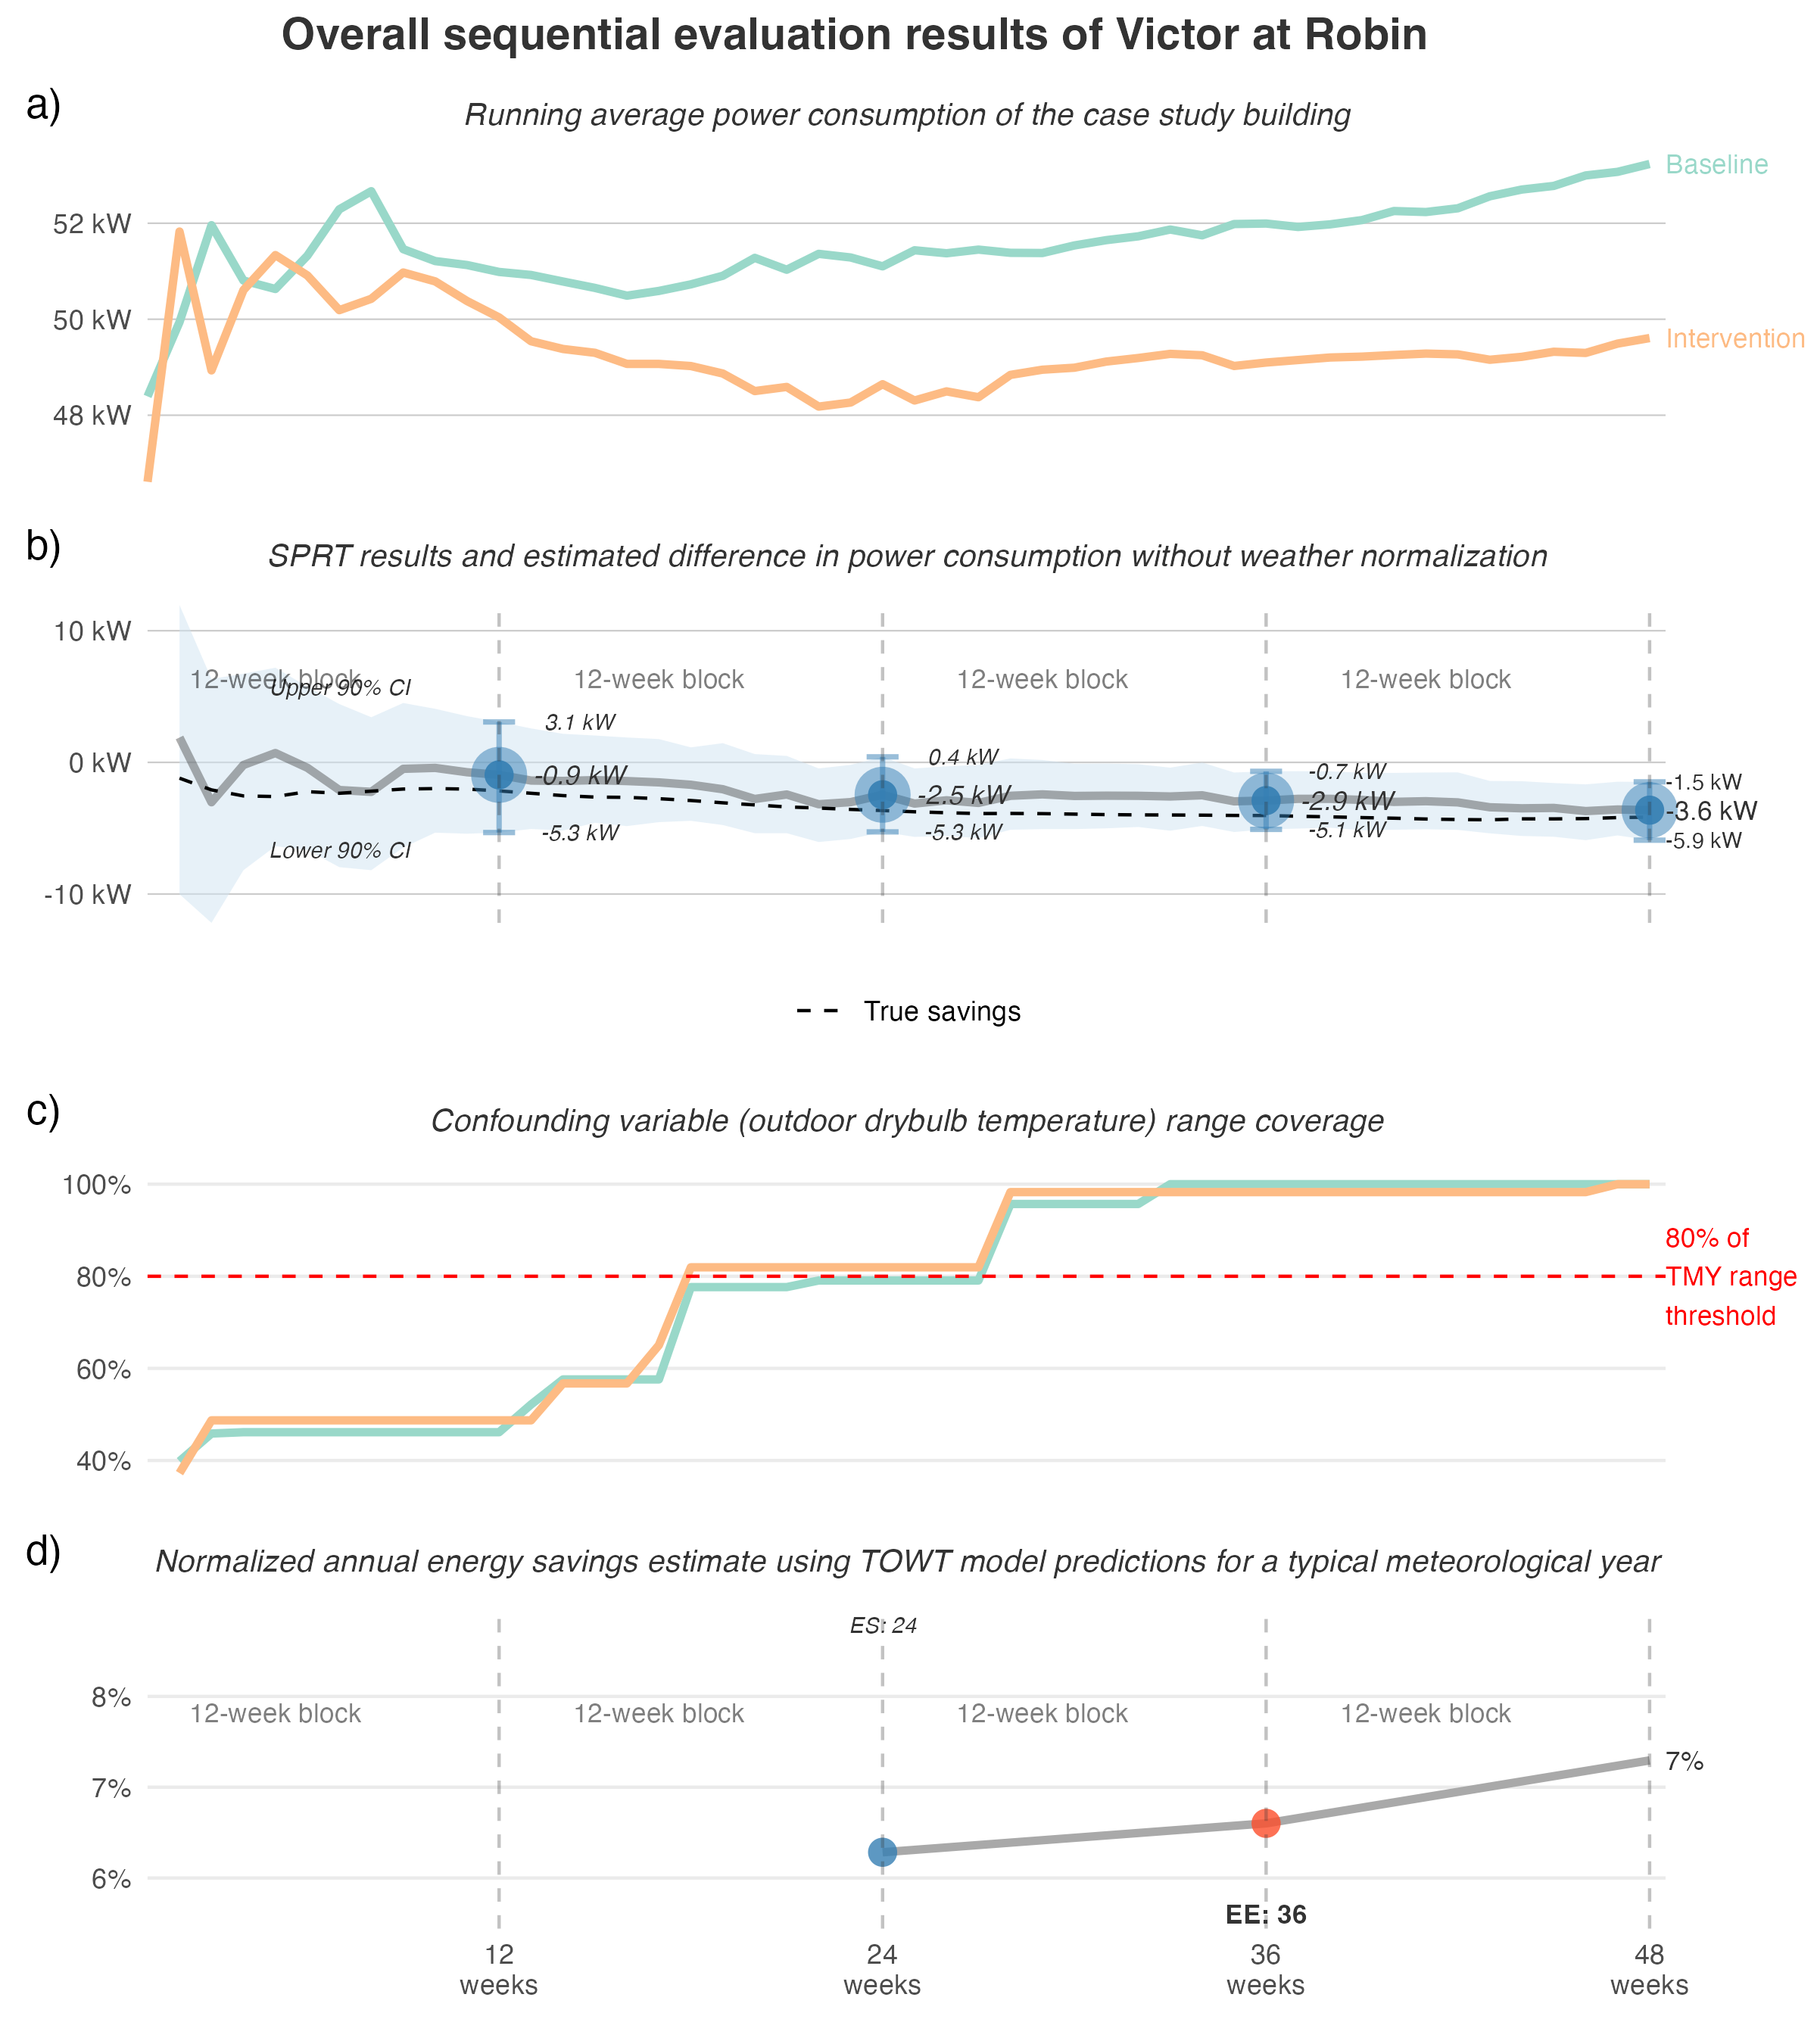 Overall sequential evaluation results of Victor at Robin
a)
Running average power consumption of the case study building
Baseline
52 kW
50 kW
Intervention
48 kW
b)
SPRT results and estimated difference in power consumption without weather normalization
10 kW
12-week block
12-week block
12-week block
12-week block
Upper 90% CI
3.1 kW
0.4 kW
-0.7 kW
-1.5 kW
0 kW
-0.9 kW
-2.5 kW
-2.9 kW
-3.6 kW
-5.3 kW
-5.3 kW
-5.1 kW
-5.9 kW
Lower 90% CI
-10 kW
True savings
c)
Confounding variable (outdoor drybulb temperature) range coverage
100%
80%
60%
40%
80% of
TMY range
threshold
d)
Normalized annual energy savings estimate using TOWT model predictions for a typical meteorological year
ES: 24
8%
12-week block
12-week block
12-week block
12-week block
7%
7%
6%
EE: 36
12
weeks
24
weeks
36
weeks
48
weeks